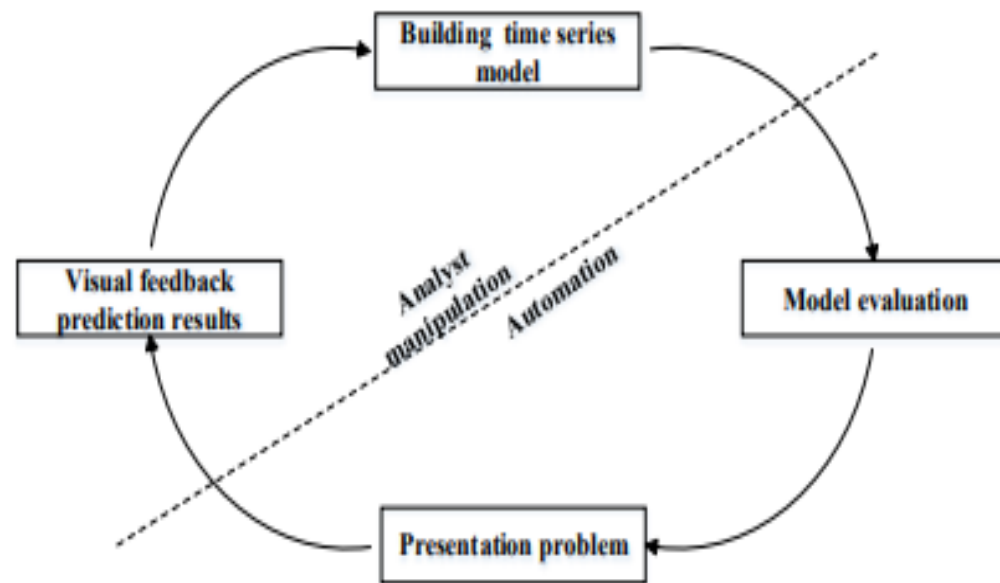 Building time series
model
Visual feedback
prediction results
Analyst
manipulation
Automation
Model evaluation
Presentation problem